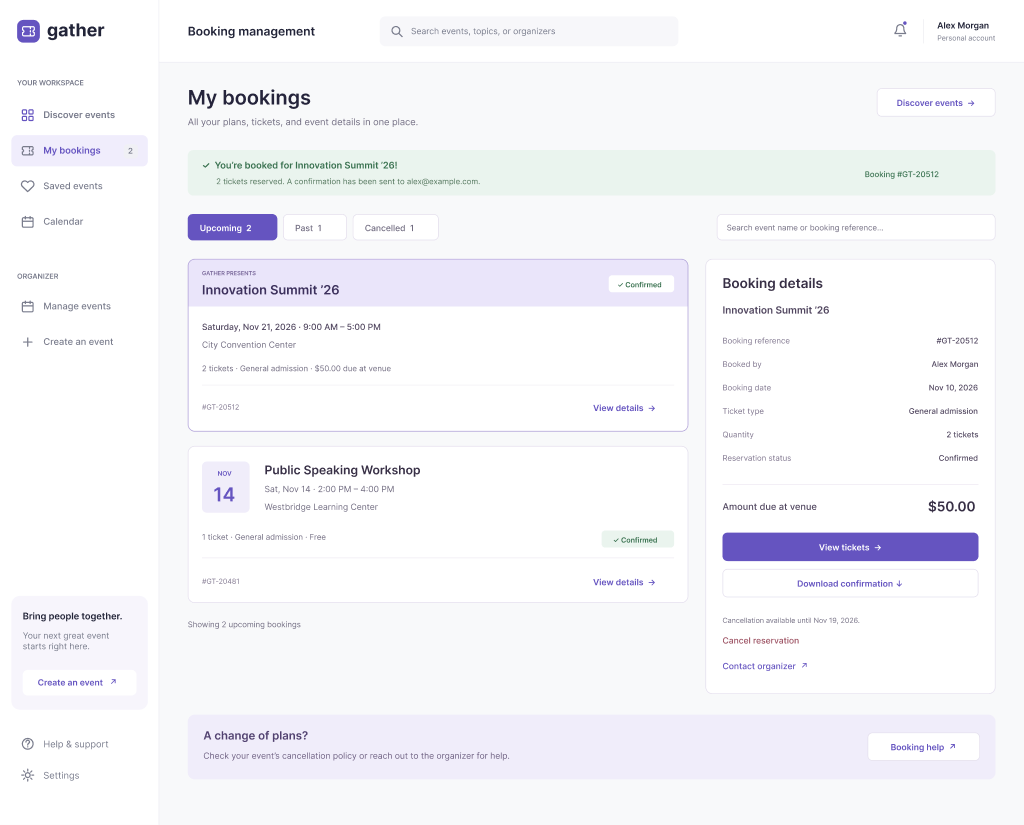 gather
Booking management
Search events, topics, or organizers
Alex Morgan
Personal account
YOUR WORKSPACE
Discover events
My bookings 2
Saved events
Calendar
ORGANIZER
Manage events
Create an event
Bring people together.
Your next great event
starts right here.
Create an event ↗
Help & support
Settings
My bookings
All your plans, tickets, and event details in one place.
Discover events →
✓ You’re booked for Innovation Summit ’26!
2 tickets reserved. A confirmation has been sent to alex@example.com.
Booking #GT-20512
Upcoming 2
Past 1
Cancelled 1
Search event name or booking reference...
GATHER PRESENTS
Innovation Summit ’26
✓ Confirmed
Saturday, Nov 21, 2026 · 9:00 AM – 5:00 PM
City Convention Center
2 tickets · General admission · $50.00 due at venue
#GT-20512
View details →
NOV
14
Public Speaking Workshop
Sat, Nov 14 · 2:00 PM – 4:00 PM
Westbridge Learning Center
1 ticket · General admission · Free
✓ Confirmed
#GT-20481
View details →
Showing 2 upcoming bookings
Booking details
Innovation Summit ’26
Booking reference #GT-20512
Booked by Alex Morgan
Booking date Nov 10, 2026
Ticket type General admission
Quantity 2 tickets
Reservation status Confirmed
Amount due at venue $50.00
View tickets →
Download confirmation ↓
Cancellation available until Nov 19, 2026.
Cancel reservation
Contact organizer ↗
A change of plans?
Check your event’s cancellation policy or reach out to the organizer for help.
Booking help ↗